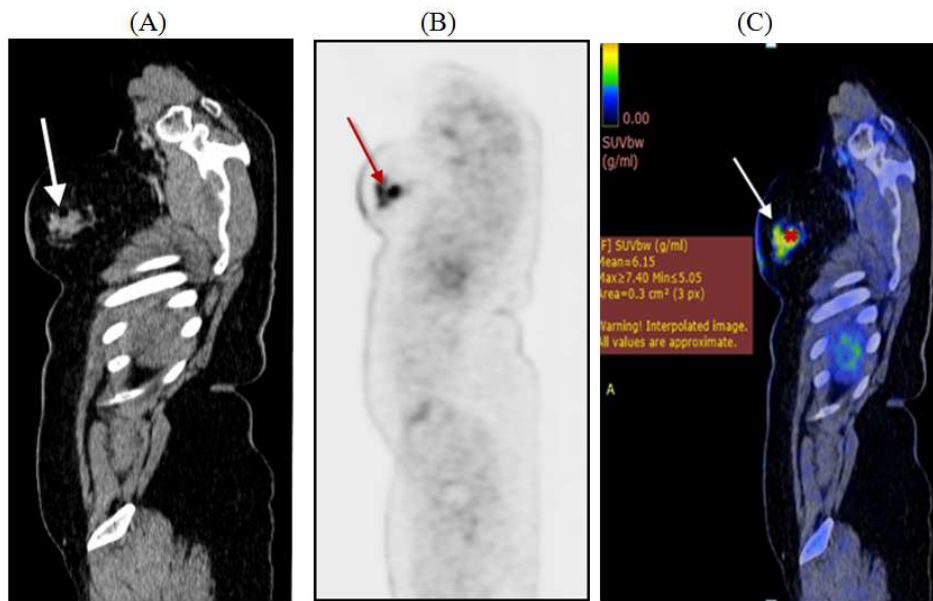 (A)
(B)
(C)
0.00
SUVbw
(g/ml)
[F] SUVbw (g/ml)
Mean=6.15
Max≥7.40 Min≤5.05
Area=0.3 cm² (3 px)
Warning! Interpolated image.
All values are approximate.
A